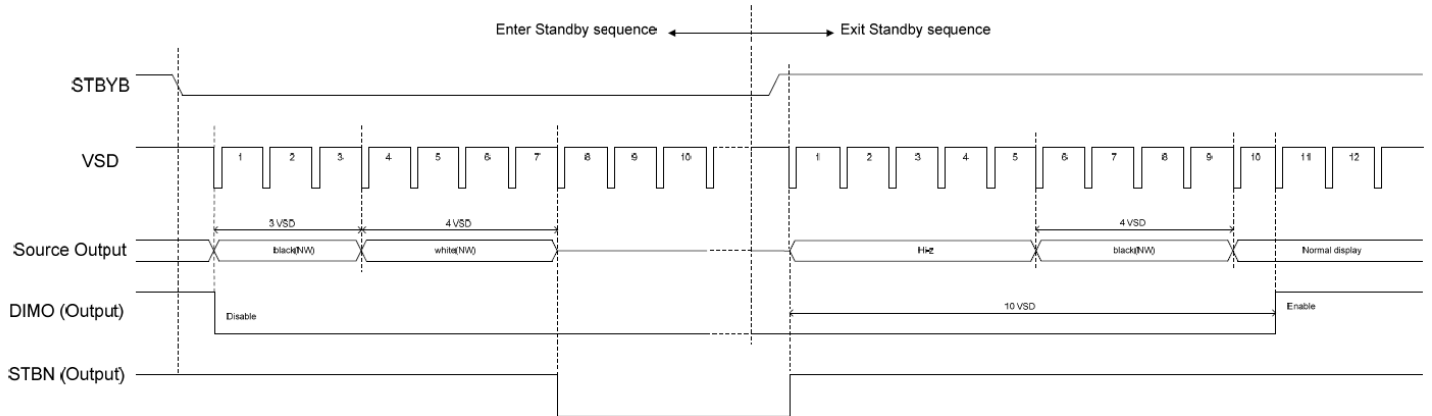 Enter Standby sequence
Exit Standby sequence
STBYB
VSD
1 2 3 4 5 6 7 8 9 10
1 2 3 4 5 6 7 8 9 10 11 12
3 VSD
4 VSD
4 VSD
Source Output
black(NW)
white(NW)
Hi-z
black(NW)
Normal display
DIMO (Output)
Disable
10 VSD
Enable
STBN (Output)